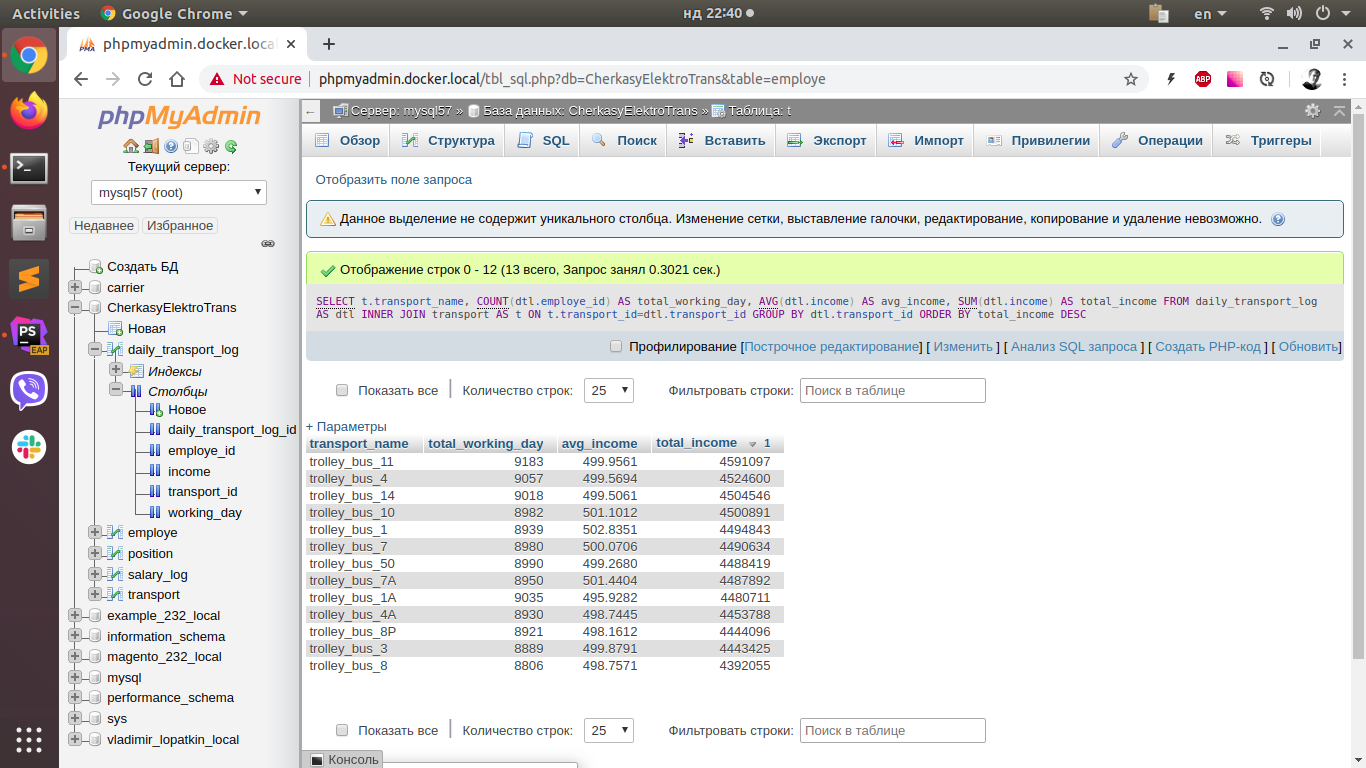 Activities Google Chrome нд 22:40 en
phpmyadmin.docker.loca
Not secure phpmyadmin.docker.local/tbl_sql.php?db=CherkasyElektroTrans&table=employe ABP
phpMyAdmin
Текущий сервер:
mysql57 (root)
Недавнее Избранное
Создать БД
carrier
CherkasyElektroTrans
Новая
daily_transport_log
Индексы
Столбцы
Новое
daily_transport_log_id
employe_id
income
transport_id
working_day
employe
position
salary_log
transport
example_232_local
information_schema
magento_232_local
mysql
performance_schema
sys
vladimir_lopatkin_local
PS
EAP
Сервер: mysql57 » База данных: CherkasyElektroTrans » Таблица: t
Обзор Структура SQL Поиск Вставить Экспорт Импорт Привилегии Операции Триггеры
Отобразить поле запроса
Данное выделение не содержит уникального столбца. Изменение сетки, выставление галочки, редактирование, копирование и удаление невозможно.
Отображение строк 0 - 12 (13 всего, Запрос занял 0.3021 сек.)
SELECT t.transport_name, COUNT(dtl.employe_id) AS total_working_day, AVG(dtl.income) AS avg_income, SUM(dtl.income) AS total_income FROM daily_transport_log
AS dtl INNER JOIN transport AS t ON t.transport_id=dtl.transport_id GROUP BY dtl.transport_id ORDER BY total_income DESC
Профилирование [Построчное редактирование] [ Изменить ] [ Анализ SQL запроса ] [ Создать PHP-код ] [ Обновить]
Показать все Количество строк: 25 Фильтровать строки: Поиск в таблице
+ Параметры
transport_name total_working_day avg_income total_income 1
trolley_bus_11 9183 499.9561 4591097
trolley_bus_4 9057 499.5694 4524600
trolley_bus_14 9018 499.5061 4504546
trolley_bus_10 8982 501.1012 4500891
trolley_bus_1 8939 502.8351 4494843
trolley_bus_7 8980 500.0706 4490634
trolley_bus_50 8990 499.2680 4488419
trolley_bus_7A 8950 501.4404 4487892
trolley_bus_1A 9035 495.9282 4480711
trolley_bus_4A 8930 498.7445 4453788
trolley_bus_8P 8921 498.1612 4444096
trolley_bus_3 8889 499.8791 4443425
trolley_bus_8 8806 498.7571 4392055
Показать все Количество строк: 25 Фильтровать строки: Поиск в таблице
Консоль